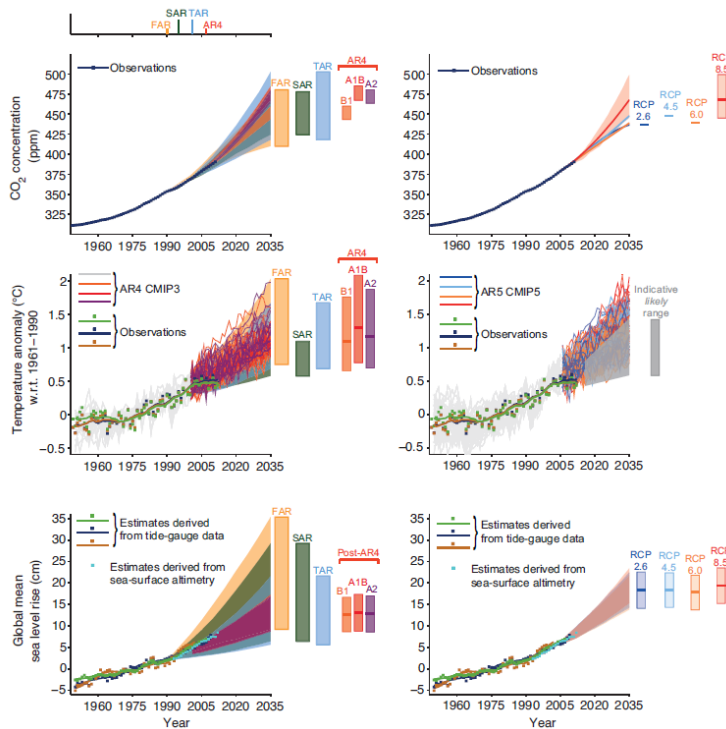 SAR TAR
FAR AR4
CO2 concentration
(ppm)
500
475
450
425
400
375
350
325
Observations
FAR
SAR
TAR
AR4
B1
A1B
A2
1960 1975 1990 2005 2020 2035
500
475
450
425
400
375
350
325
Observations
RCP
2.6
RCP
4.5
RCP
6.0
RCP
8.5
1960 1975 1990 2005 2020 2035
Temperature anomaly (°C)
w.r.t. 1961–1990
2
1.5
1
0.5
0
−0.5
AR4 CMIP3
Observations
FAR
SAR
TAR
AR4
B1
A1B
A2
1960 1975 1990 2005 2020 2035
2
1.5
1
0.5
0
−0.5
AR5 CMIP5
Observations
Indicative
likely
range
1960 1975 1990 2005 2020 2035
Global mean
sea level rise (cm)
35
30
25
20
15
10
5
0
−5
Estimates derived
from tide-gauge data
Estimates derived from
sea-surface altimetry
FAR
SAR
TAR
Post-AR4
B1
A1B
A2
1960 1975 1990 2005 2020 2035
Year
35
30
25
20
15
10
5
0
−5
Estimates derived
from tide-gauge data
Estimates derived from
sea-surface altimetry
RCP
2.6
RCP
4.5
RCP
6.0
RCP
8.5
1960 1975 1990 2005 2020 2035
Year